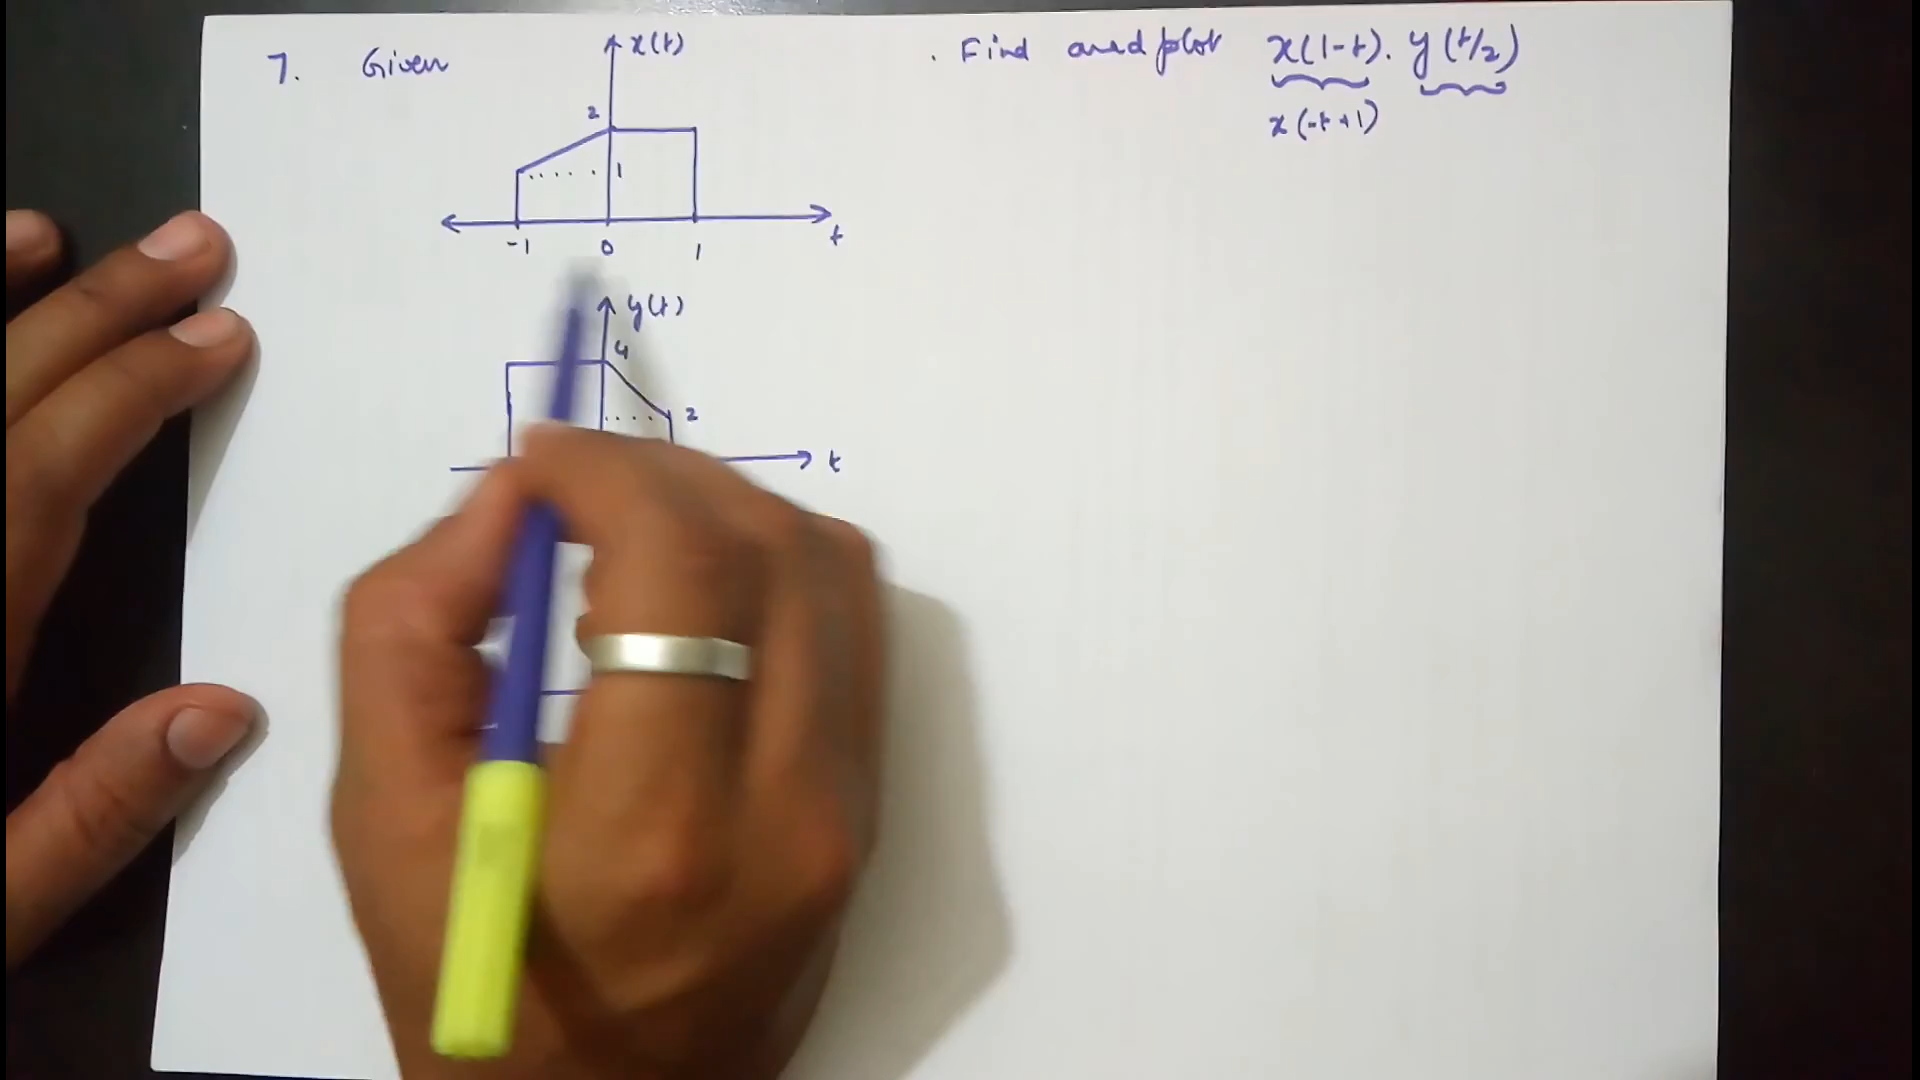 7. Given
x(t)
. Find and plot x(1-t). y(t/2)
x(-t+1)
2
1
-1 0 1 t
y(t)
4
2
t